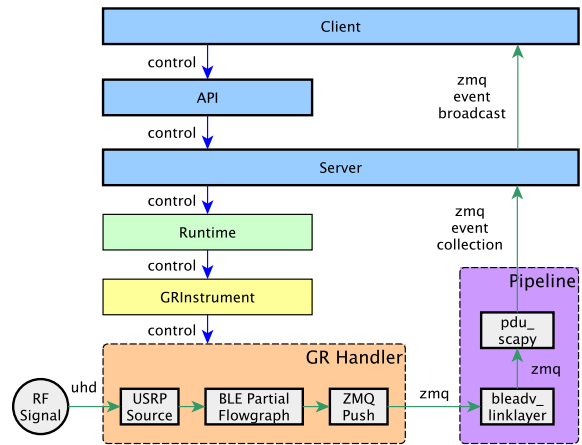 Client
control
zmq
event
broadcast
API
control
Server
control
zmq
event
collection
Runtime
control
GRInstrument
control
Pipeline
pdu_
scapy
GR Handler
zmq
RF
Signal
uhd
USRP
Source
BLE Partial
Flowgraph
ZMQ
Push
zmq
bleadv_
linklayer